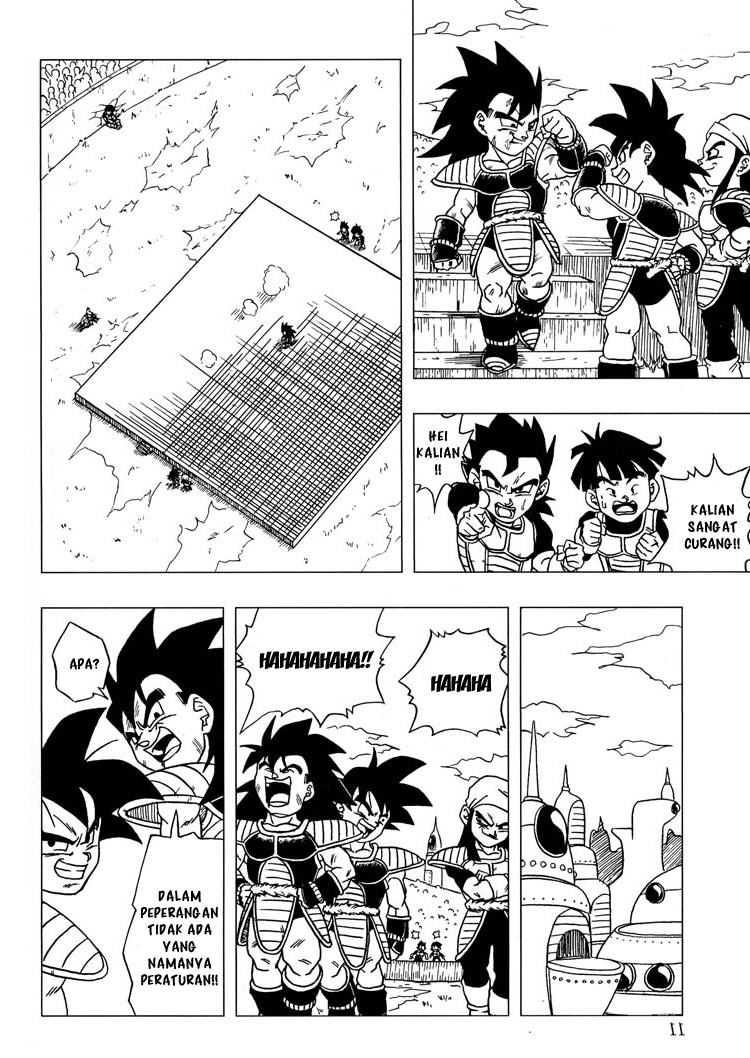 HEI
KALIAN
!!
KALIAN
SANGAT
CURANG!!
APA?
DALAM
PEPERANGAN
TIDAK ADA
YANG
NAMANYA
PERATURAN!!
HAHAHAHAHA!!
HAHAHA
11